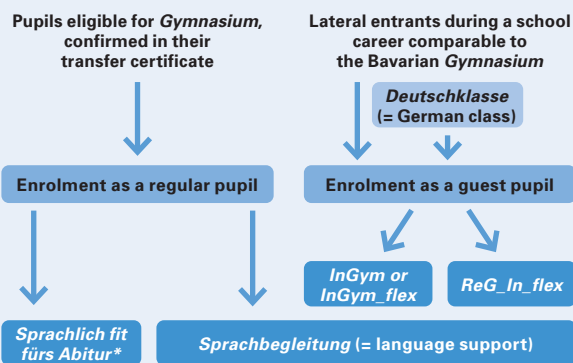 Pupils eligible for Gymnasium,
confirmed in their
transfer certificate
Lateral entrants during a school
career comparable to
the Bavarian Gymnasium
Deutschklasse
(= German class)
Enrolment as a regular pupil
Enrolment as a guest pupil
InGym or
InGym_flex
ReG_In_flex
Sprachlich fit
fürs Abitur*
Sprachbegleitung (= language support)